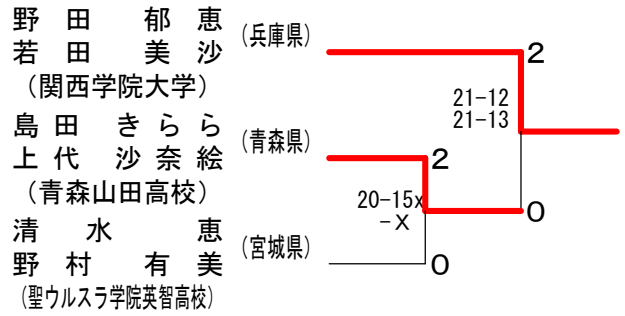 野田 郁恵
若田 美沙
(兵庫県)
(関西学院大学)
島田 きらら
上代 沙奈絵
(青森県)
(青森山田高校)
清水 恵
野村 有美
(宮城県)
(聖ウルスラ学院英智高校)
2
21-12
21-13
0
2
20-15x
-X
0